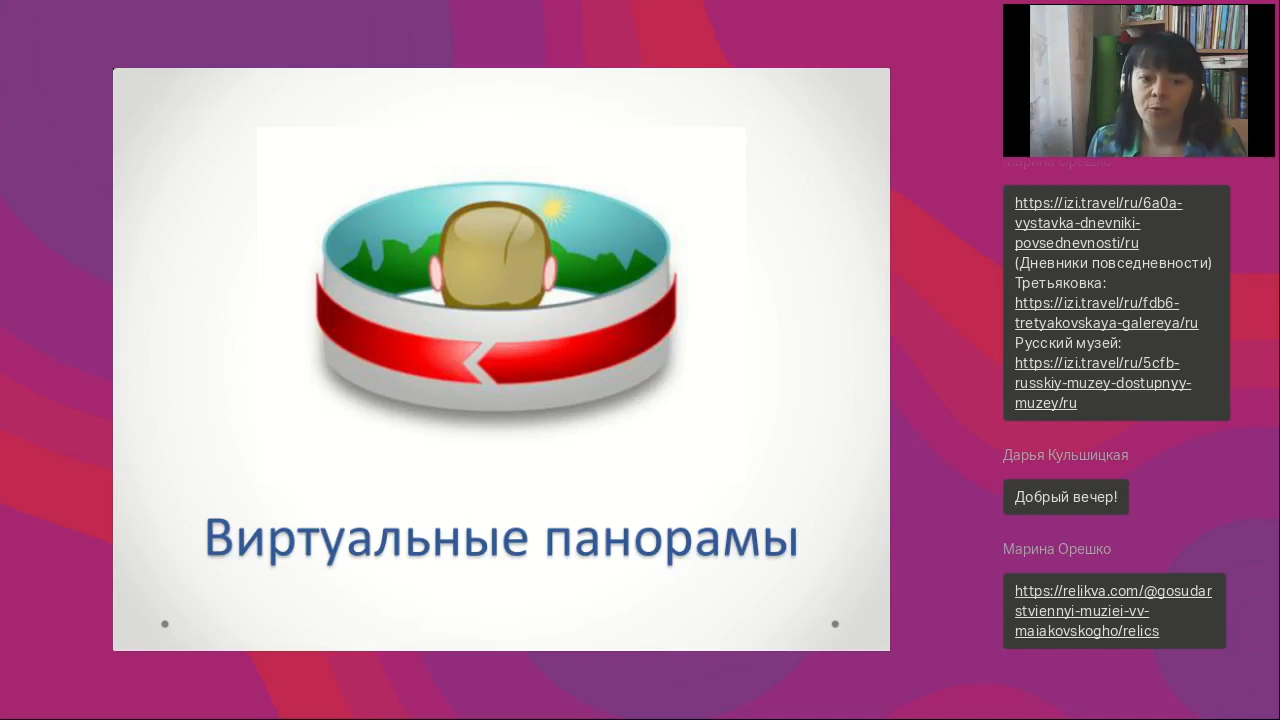 Виртуальные панорамы
Марина Орешко
https://izi.travel/ru/6a0a-
vystavka-dnevniki-
povsednevnosti/ru
(Дневники повседневности)
Третьяковка:
https://izi.travel/ru/fdb6-
tretyakovskaya-galereya/ru
Русский музей:
https://izi.travel/ru/5cfb-
russkiy-muzey-dostupnyy-
muzey/ru
Дарья Кульшицкая
Добрый вечер!
Марина Орешко
https://relikva.com/@gosudar
stviennyi-muziei-vv-
maiakovskogho/relics